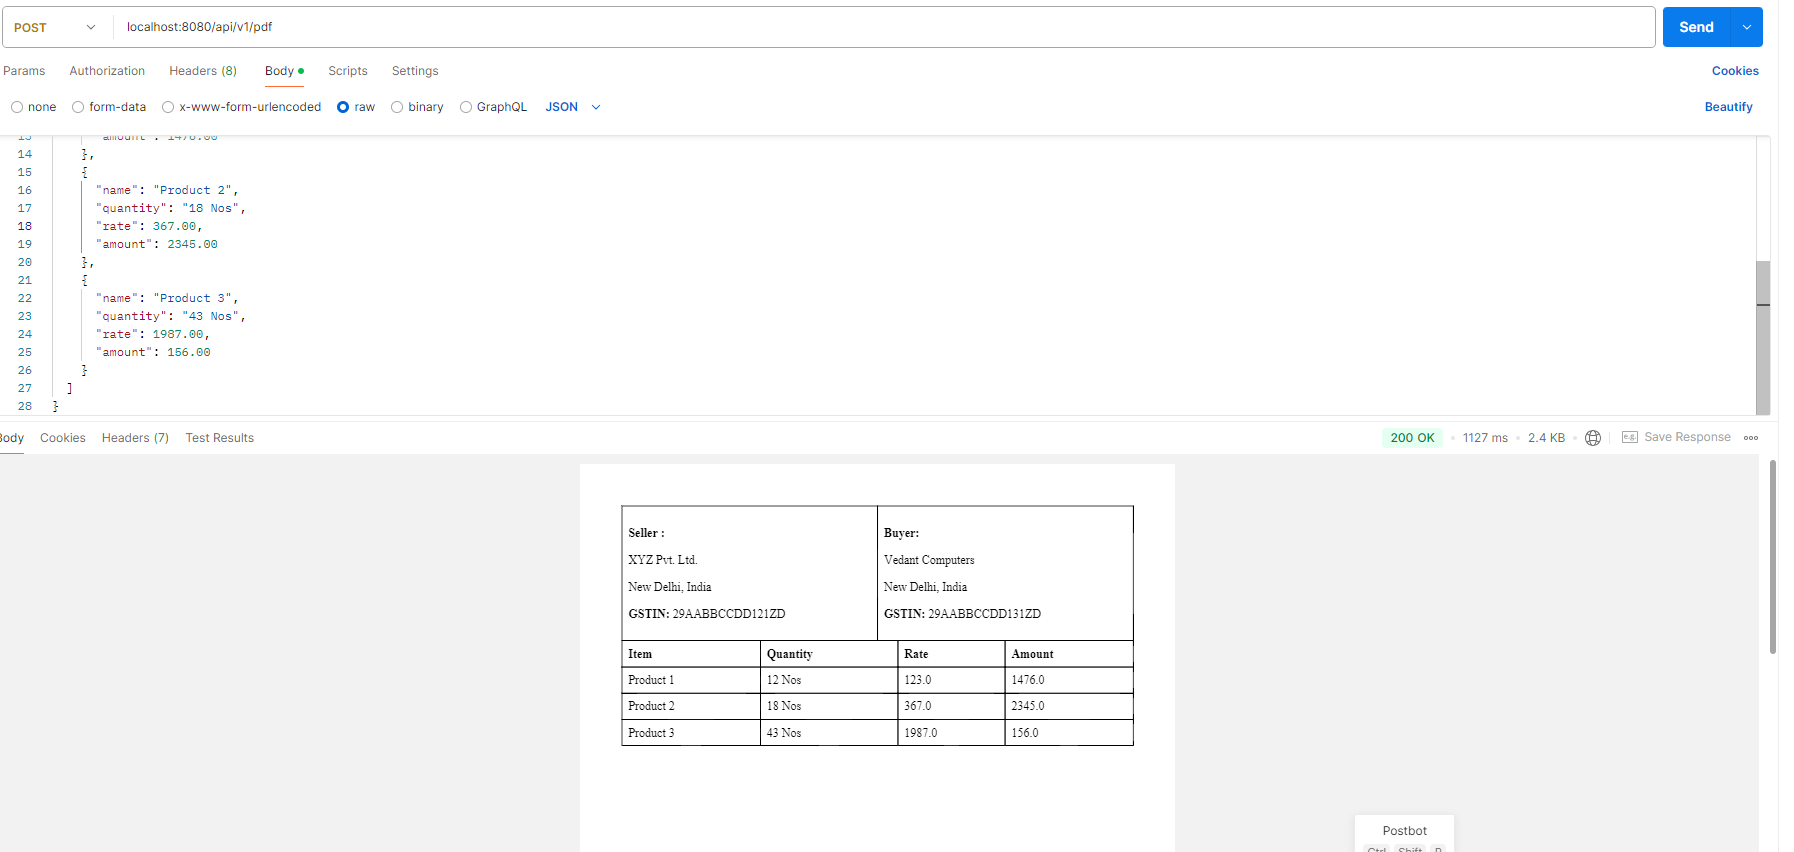 POST localhost:8080/api/v1/pdf Send
Params Authorization Headers (8) Body Scripts Settings Cookies
none form-data x-www-form-urlencoded raw binary GraphQL JSON Beautify
13 "amount": 1476.00
14 },
15 {
16 "name": "Product 2",
17 "quantity": "18 Nos",
18 "rate": 367.00,
19 "amount": 2345.00
20 },
21 {
22 "name": "Product 3",
23 "quantity": "43 Nos",
24 "rate": 1987.00,
25 "amount": 156.00
26 }
27 ]
28 }
Body Cookies Headers (7) Test Results 200 OK 1127 ms 2.4 KB e.g. Save Response
Seller : Buyer:
XYZ Pvt. Ltd. Vedant Computers
New Delhi, India New Delhi, India
GSTIN: 29AABBCCDD121ZD GSTIN: 29AABBCCDD131ZD
Item Quantity Rate Amount
Product 1 12 Nos 123.0 1476.0
Product 2 18 Nos 367.0 2345.0
Product 3 43 Nos 1987.0 156.0
Postbot
Ctrl Shift P